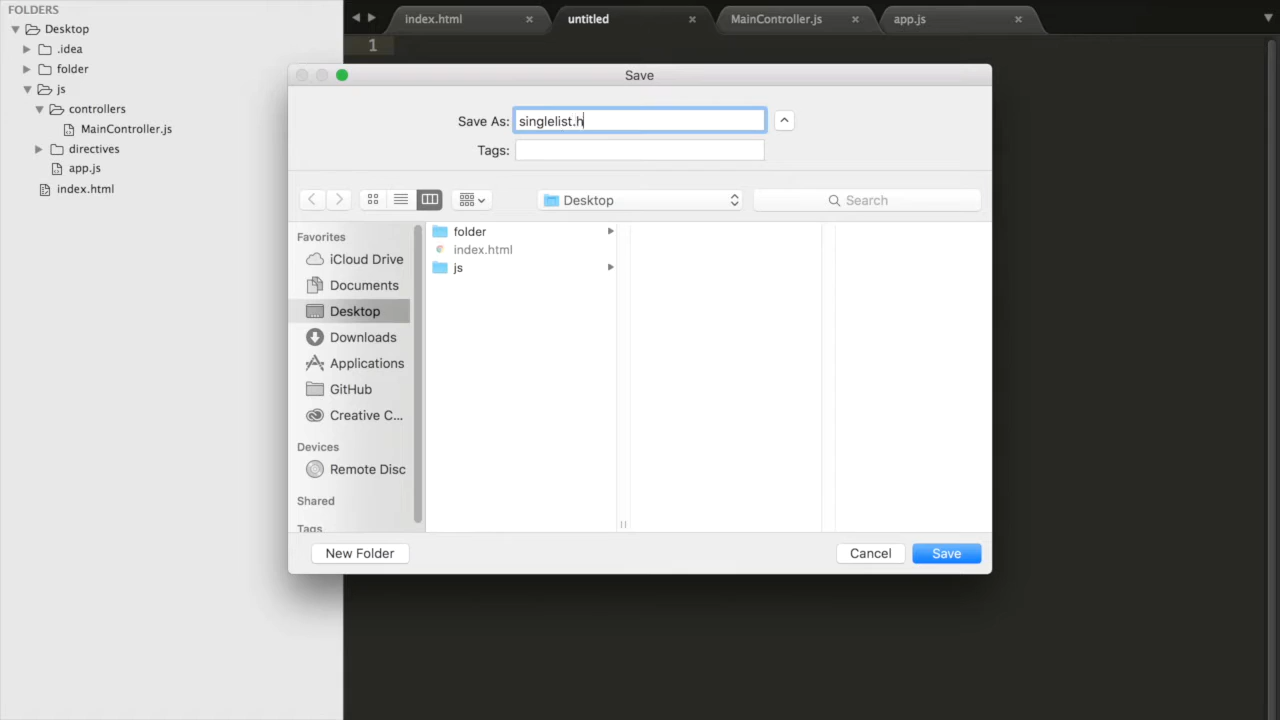 FOLDERS
Desktop
.idea
folder
js
controllers
MainController.js
directives
app.js
index.html
index.html
untitled
MainController.js
app.js
1
Save
Save As: singlelist.h
Tags:
Desktop
Search
Favorites
iCloud Drive
Documents
Desktop
Downloads
Applications
GitHub
Creative C...
Devices
Remote Disc
Shared
Tags
folder
index.html
js
New Folder
Cancel
Save